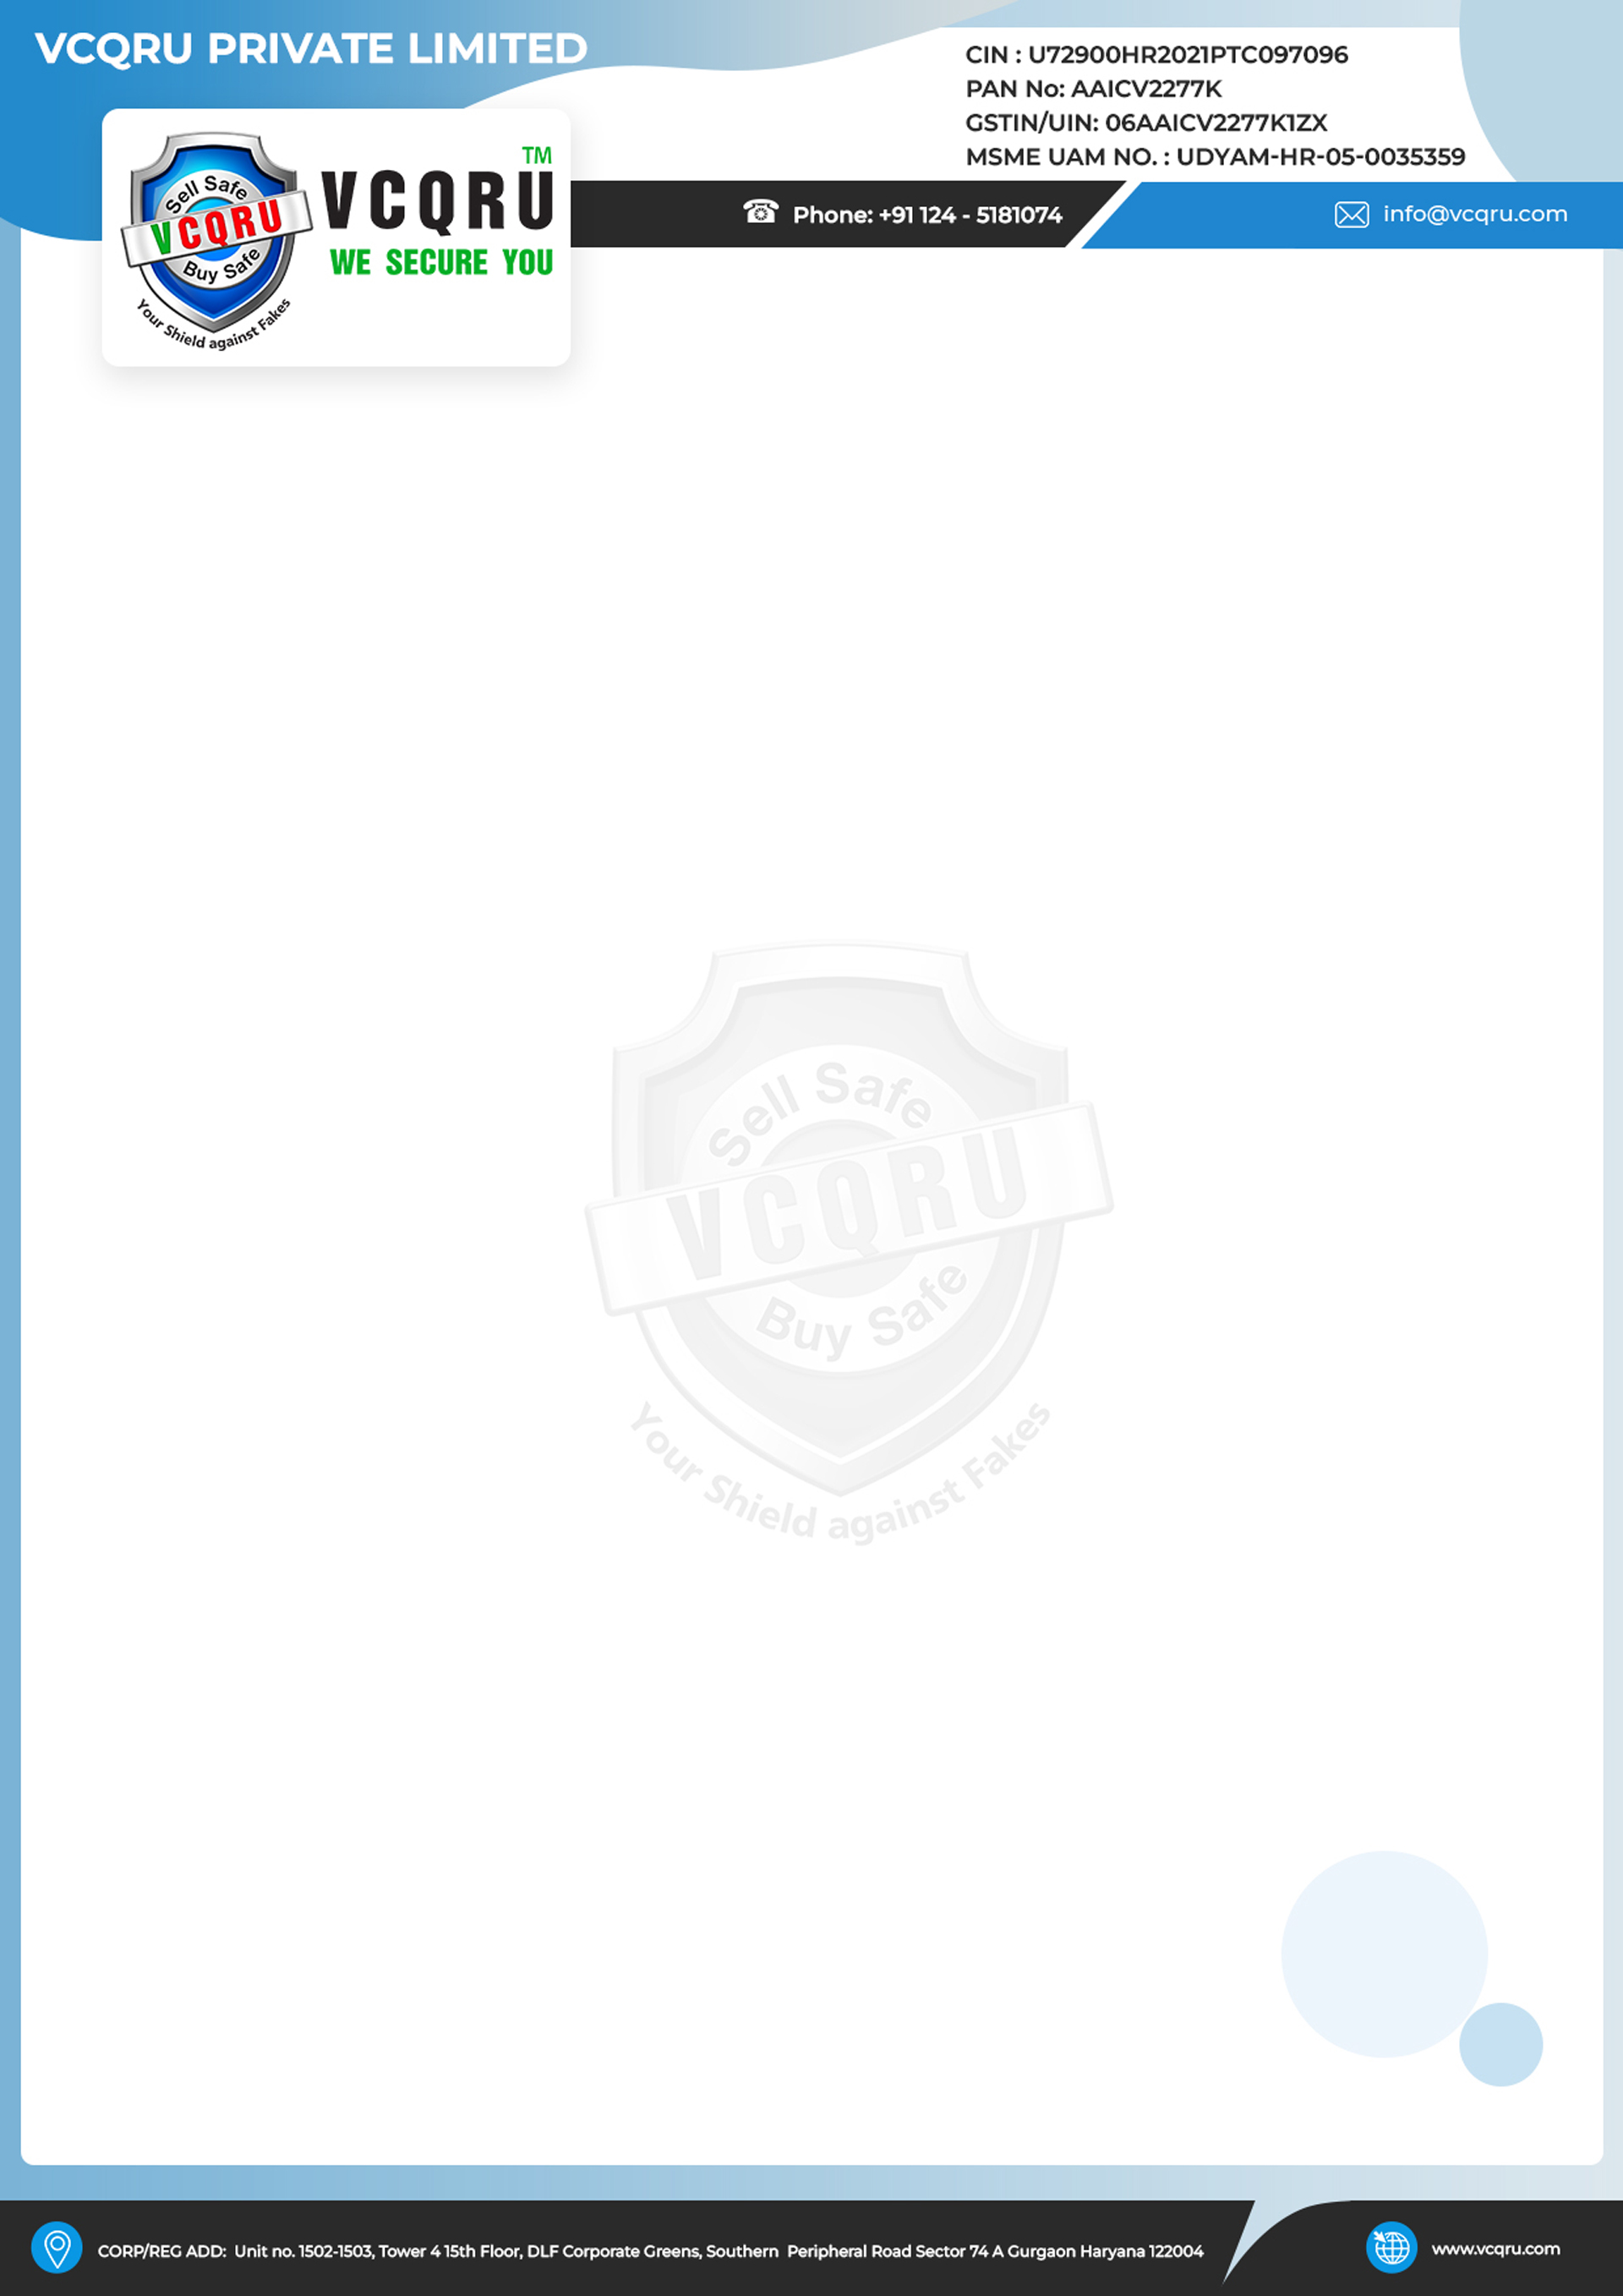 VCQRU PRIVATE LIMITED
CIN : U72900HR2021PTC097096
PAN No: AAICV2277K
GSTIN/UIN: 06AAICV2277K1ZX
MSME UAM NO. : UDYAM-HR-05-0035359
Sell Safe
VCQRU
Buy Safe
Your Shield against Fakes
TM
VCQRU
WE SECURE YOU
Phone: +91 124 - 5181074
info@vcqru.com
Sell Safe
VCQRU
Buy Safe
Your Shield against Fakes
CORP/REG ADD: Unit no. 1502-1503, Tower 4 15th Floor, DLF Corporate Greens, Southern Peripheral Road Sector 74 A Gurgaon Haryana 122004
www.vcqru.com